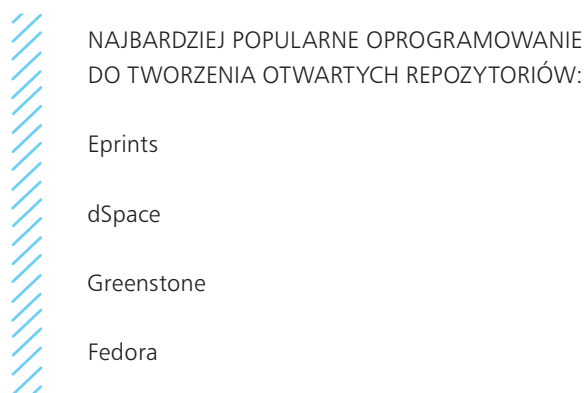 NAJBARDZIEJ POPULARNE OPROGRAMOWANIE
DO TWORZENIA OTWARTYCH REPOZYTORIÓW:
Eprints
dSpace
Greenstone
Fedora